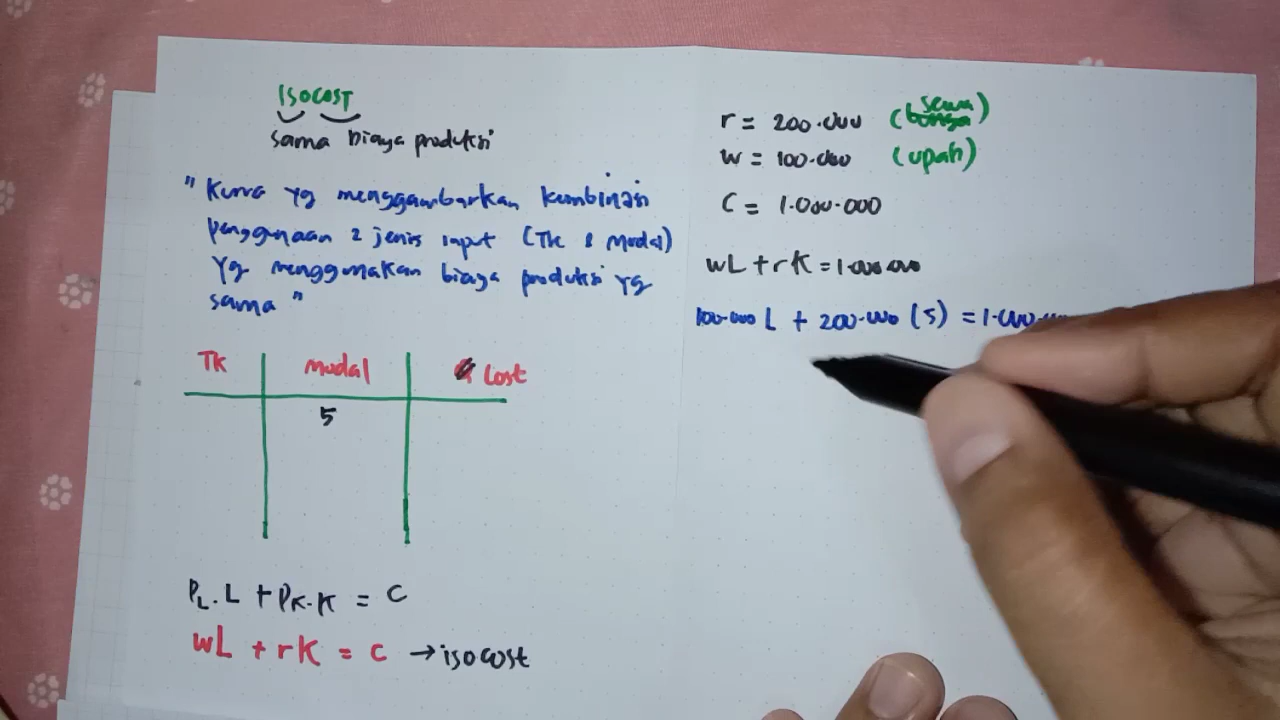 ISOCOST
sama biaya produksi
" Kurva yg menggambarkan kombinasi
penggunaan 2 jenis input (TK & Modal)
yg menggunakan biaya produksi yg
sama "
TK modal Cost
5
PL.L + PK.K = C
wL + rK = C → isocost
r = 200.000 (sewa bunga)
w = 100.000 (upah)
C = 1.000.000
wL + rK = 1.000.000
100.000 L + 200.000 (5) = 1.000